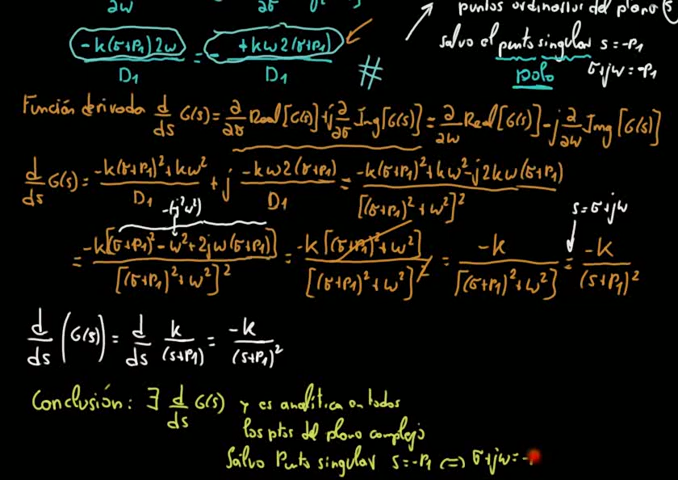 ∂w ∂σ
puntos ordinarios del plano (s
-k(σ+P1)2w / D1 = - +kw2(σ+P1) / D1 #
salvo el punto singular s=-P1
polo σ+jw=-P1
Función derivada d/ds G(s) = ∂/∂σ Real[G(s)]+j ∂/∂σ Img[G(s)] = ∂/∂w Real[G(s)] - j ∂/∂w Img[G(s)]
d/ds G(s) = -k(σ+P1)²+kw² / D1 + j -kw2(σ+P1) / D1 = -k(σ+P1)²+kw²-j2kw(σ+P1) / [(σ+P1)²+w²]²
-(j²w²) s=σ+jw
= -k[(σ+P1)²-w²+2jw(σ+P1)] / [(σ+P1)²+w²]² = -k[(σ+P1)²+w²] / [(σ+P1)²+w²]² = -k / [(σ+P1)²+w²] = -k / (s+P1)²
d/ds (G(s)) = d/ds k/(s+P1) = -k/(s+P1)²
Conclusión: ∃ d/ds G(s) y es analítica en todos
los ptos del plano complejo
Salvo Punto singular s=-P1 ⇔ σ+jw=-P